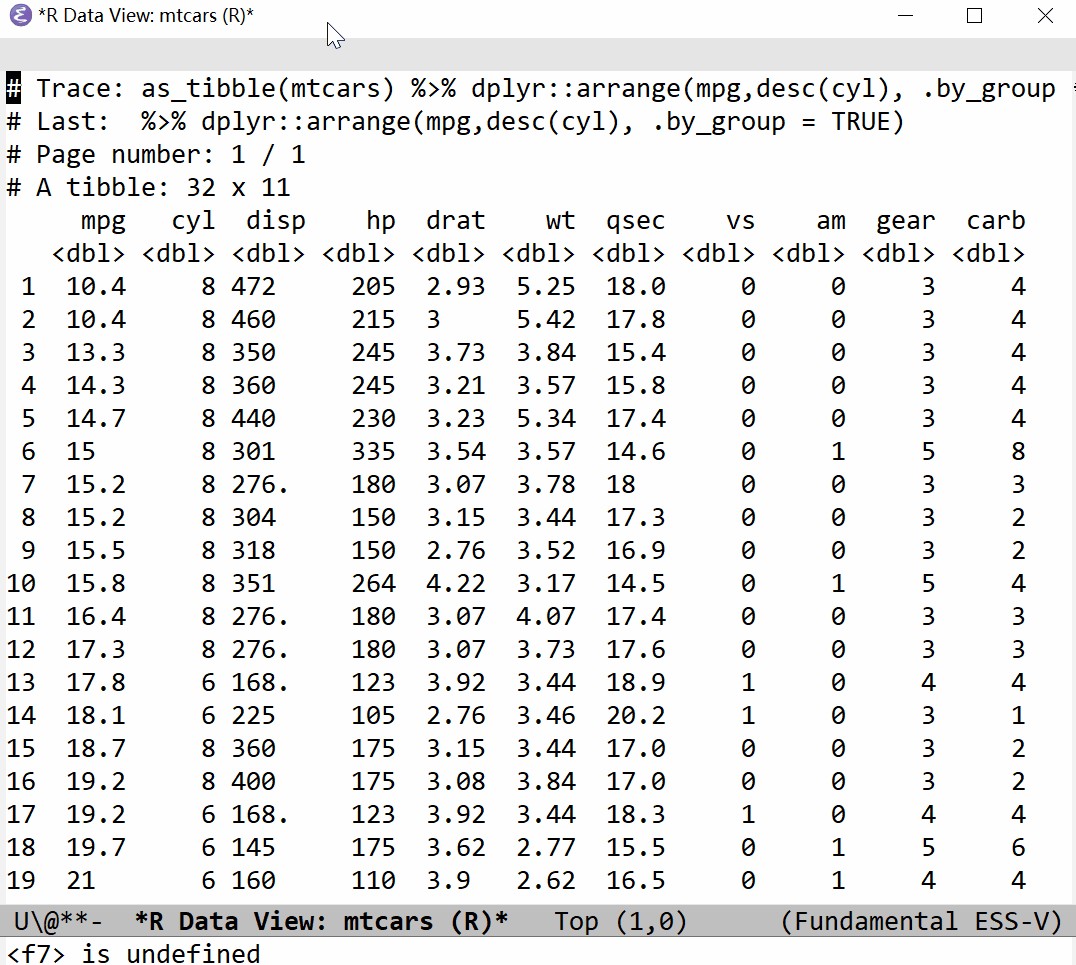 *R Data View: mtcars (R)*
# Trace: as_tibble(mtcars) %>% dplyr::arrange(mpg,desc(cyl), .by_group
# Last:  %>% dplyr::arrange(mpg,desc(cyl), .by_group = TRUE)
# Page number: 1 / 1
# A tibble: 32 x 11
mpg cyl disp hp drat wt qsec vs am gear carb
<dbl> <dbl> <dbl> <dbl> <dbl> <dbl> <dbl> <dbl> <dbl> <dbl> <dbl>
1 10.4 8 472 205 2.93 5.25 18.0 0 0 3 4
2 10.4 8 460 215 3 5.42 17.8 0 0 3 4
3 13.3 8 350 245 3.73 3.84 15.4 0 0 3 4
4 14.3 8 360 245 3.21 3.57 15.8 0 0 3 4
5 14.7 8 440 230 3.23 5.34 17.4 0 0 3 4
6 15 8 301 335 3.54 3.57 14.6 0 1 5 8
7 15.2 8 276. 180 3.07 3.78 18 0 0 3 3
8 15.2 8 304 150 3.15 3.44 17.3 0 0 3 2
9 15.5 8 318 150 2.76 3.52 16.9 0 0 3 2
10 15.8 8 351 264 4.22 3.17 14.5 0 1 5 4
11 16.4 8 276. 180 3.07 4.07 17.4 0 0 3 3
12 17.3 8 276. 180 3.07 3.73 17.6 0 0 3 3
13 17.8 6 168. 123 3.92 3.44 18.9 1 0 4 4
14 18.1 6 225 105 2.76 3.46 20.2 1 0 3 1
15 18.7 8 360 175 3.15 3.44 17.0 0 0 3 2
16 19.2 8 400 175 3.08 3.84 17.0 0 0 3 2
17 19.2 6 168. 123 3.92 3.44 18.3 1 0 4 4
18 19.7 6 145 175 3.62 2.77 15.5 0 1 5 6
19 21 6 160 110 3.9 2.62 16.5 0 1 4 4
U\@**-  *R Data View: mtcars (R)*   Top (1,0)      (Fundamental ESS-V)
<f7> is undefined